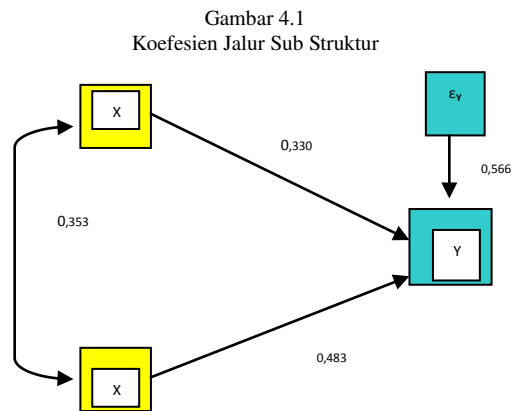 Gambar 4.1
Koefesien Jalur Sub Struktur
X
εY
0,330
0,566
0,353
Y
0,483
X